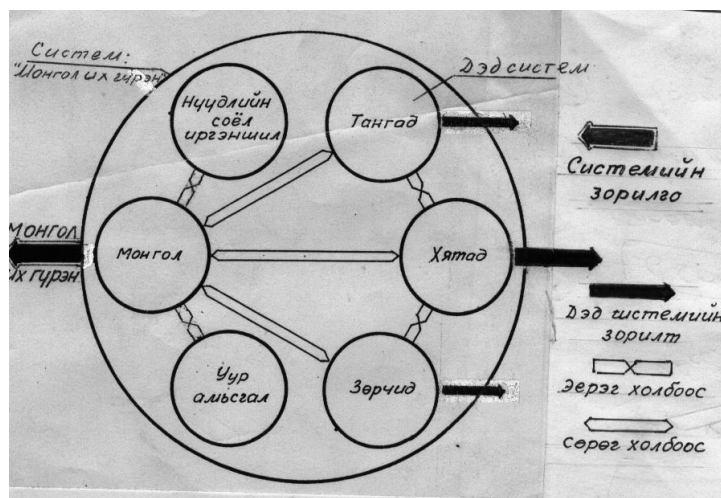 Систем:
"Монгол их гүрэн"
Дэд систем
Нүүдлийн
соёл
иргэншил
Тангад
Монгол
Хятад
Уур
амьсгал
Зөрчид
Монгол
их гүрэн
Системийн
зорилго
Дэд системийн
зорилт
Эерэг холбоос
Сөрөг холбоос